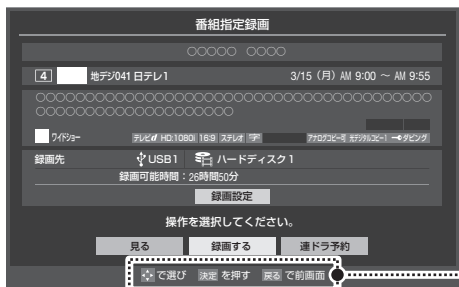 番組指定録画
○○○○○ ○○○○
4 地デジ041 日テレ1 3/15 (月) AM 9:00 ～ AM 9:55
○○○○○○○○○○○○○○○○○○○○○○○○○○○○○○○○○○○○○○○○
○○○○○○○○○○○○○○○○○○○○
ワイドショー テレビd HD:1080i 16:9 ステレオ 字 アナログコピー可 光デジタルコピー1 ダビング
録画先 USB1 ハードディスク1
録画可能時間:26時間50分
録画設定
操作を選択してください。
見る 録画する 連ドラ予約
で選び 決定 を押す 戻る で前画面